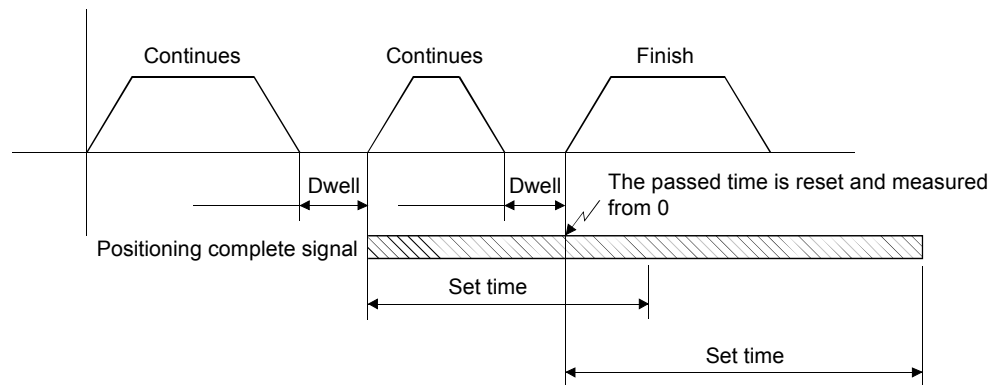 Continues
Continues
Finish
Dwell
Dwell
The passed time is reset and measured
from 0
Positioning complete signal
Set time
Set time